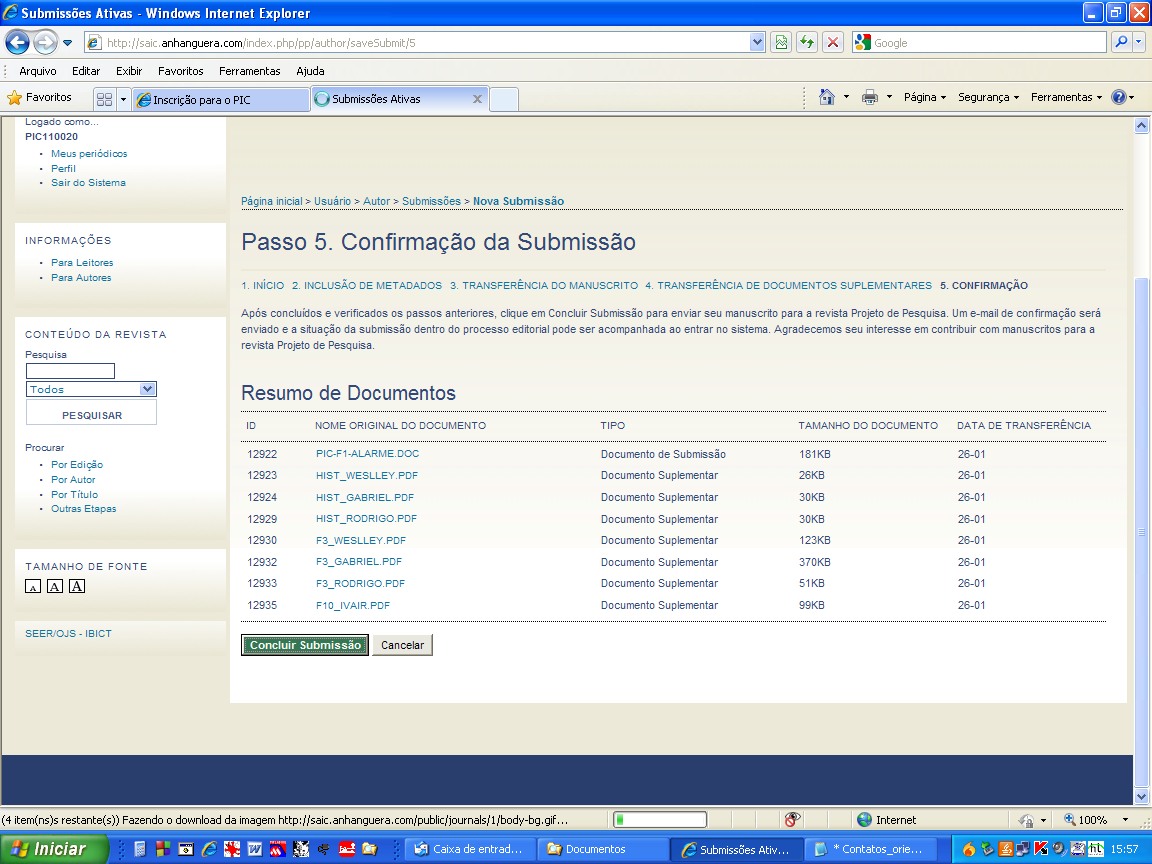 Submissões Ativas - Windows Internet Explorer
http://saic.anhanguera.com/index.php/pp/author/saveSubmit/5
Google
Arquivo Editar Exibir Favoritos Ferramentas Ajuda
Favoritos Inscrição para o PIC Submissões Ativas X Página Segurança Ferramentas
Logado como...
PIC110020
• Meus periódicos
• Perfil
• Sair do Sistema
INFORMAÇÕES
• Para Leitores
• Para Autores
CONTEÚDO DA REVISTA
Pesquisa
Todos
PESQUISAR
Procurar
• Por Edição
• Por Autor
• Por Título
• Outras Etapas
TAMANHO DE FONTE
A A A
SEER/OJS - IBICT
Página inicial > Usuário > Autor > Submissões > Nova Submissão
Passo 5. Confirmação da Submissão
1. INÍCIO 2. INCLUSÃO DE METADADOS 3. TRANSFERÊNCIA DO MANUSCRITO 4. TRANSFERÊNCIA DE DOCUMENTOS SUPLEMENTARES 5. CONFIRMAÇÃO
Após concluídos e verificados os passos anteriores, clique em Concluir Submissão para enviar seu manuscrito para a revista Projeto de Pesquisa. Um e-mail de confirmação será
enviado e a situação da submissão dentro do processo editorial pode ser acompanhada ao entrar no sistema. Agradecemos seu interesse em contribuir com manuscritos para a
revista Projeto de Pesquisa.
Resumo de Documentos
ID NOME ORIGINAL DO DOCUMENTO TIPO TAMANHO DO DOCUMENTO DATA DE TRANSFERÊNCIA
12922 PIC-F1-ALARME.DOC Documento de Submissão 181KB 26-01
12923 HIST_WESLLEY.PDF Documento Suplementar 26KB 26-01
12924 HIST_GABRIEL.PDF Documento Suplementar 30KB 26-01
12929 HIST_RODRIGO.PDF Documento Suplementar 30KB 26-01
12930 F3_WESLLEY.PDF Documento Suplementar 123KB 26-01
12932 F3_GABRIEL.PDF Documento Suplementar 370KB 26-01
12933 F3_RODRIGO.PDF Documento Suplementar 51KB 26-01
12935 F10_IVAIR.PDF Documento Suplementar 99KB 26-01
Concluir Submissão Cancelar
(4 item(ns)s restante(s)) Fazendo o download da imagem http://saic.anhanguera.com/public/journals/1/body-bg.gif... Internet 100%
Iniciar Caixa de entrad... Documentos Submissões Ativ... * Contatos_orie... ht 15:57